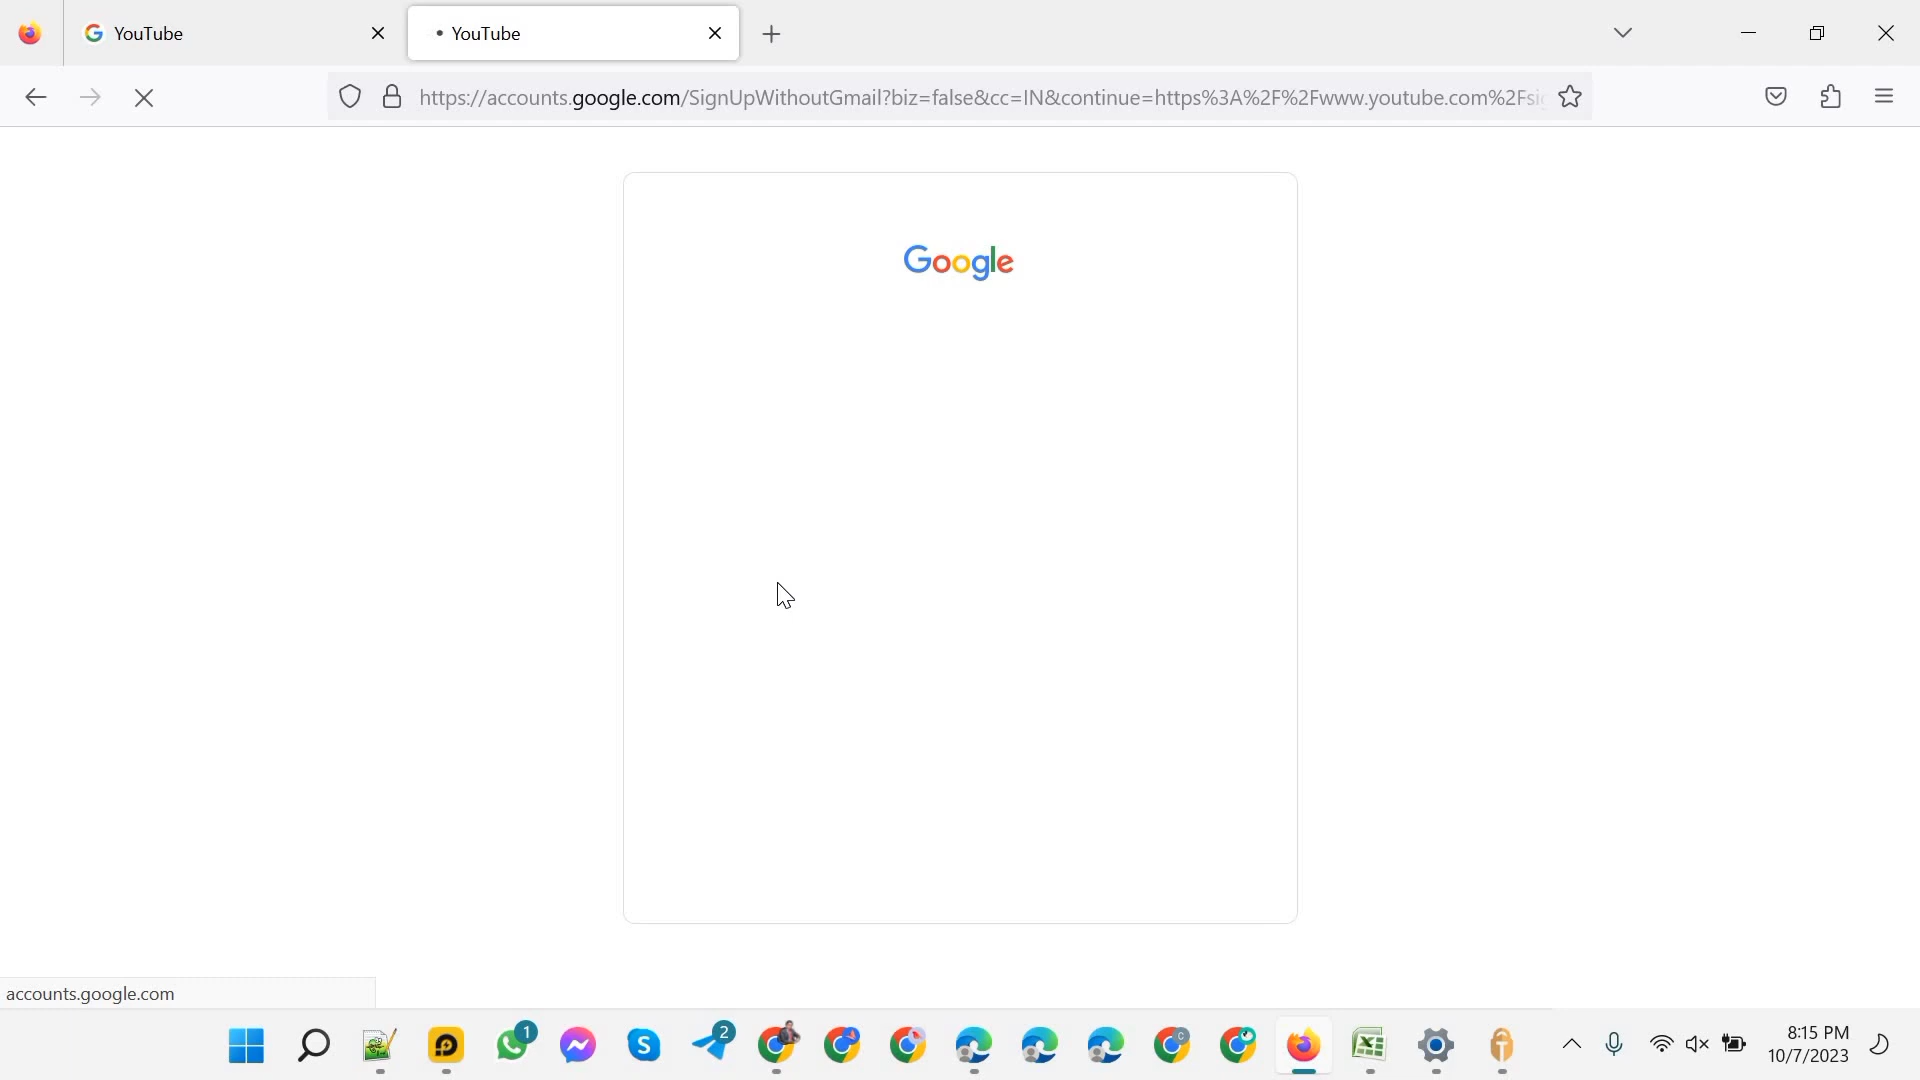 YouTube
YouTube
https://accounts.google.com/SignUpWithoutGmail?biz=false&cc=IN&continue=https%3A%2F%2Fwww.youtube.com%2Fsi
Google
accounts.google.com
1
2
8:15 PM
10/7/2023